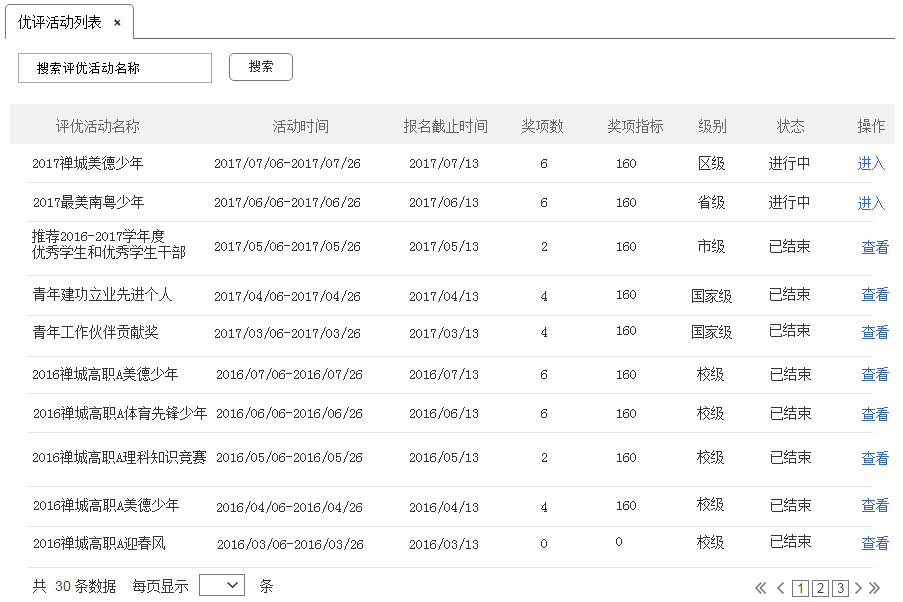 优评活动列表 ×
搜索评优活动名称 搜索
评优活动名称 活动时间 报名截止时间 奖项数 奖项指标 级别 状态 操作
2017禅城美德少年 2017/07/06-2017/07/26 2017/07/13 6 160 区级 进行中 进入
2017最美南粤少年 2017/06/06-2017/06/26 2017/06/13 6 160 省级 进行中 进入
推荐2016-2017学年度
优秀学生和优秀学生干部 2017/05/06-2017/05/26 2017/05/13 2 160 市级 已结束 查看
青年建功立业先进个人 2017/04/06-2017/04/26 2017/04/13 4 160 国家级 已结束 查看
青年工作伙伴贡献奖 2017/03/06-2017/03/26 2017/03/13 4 160 国家级 已结束 查看
2016禅城高职A美德少年 2016/07/06-2016/07/26 2016/07/13 6 160 校级 已结束 查看
2016禅城高职A体育先锋少年 2016/06/06-2016/06/26 2016/06/13 6 160 校级 已结束 查看
2016禅城高职A理科知识竞赛 2016/05/06-2016/05/26 2016/05/13 2 160 校级 已结束 查看
2016禅城高职A美德少年 2016/04/06-2016/04/26 2016/04/13 4 160 校级 已结束 查看
2016禅城高职A迎春风 2016/03/06-2016/03/26 2016/03/13 0 0 校级 已结束 查看
共 30 条数据 每页显示 条 « < 1 2 3 > »